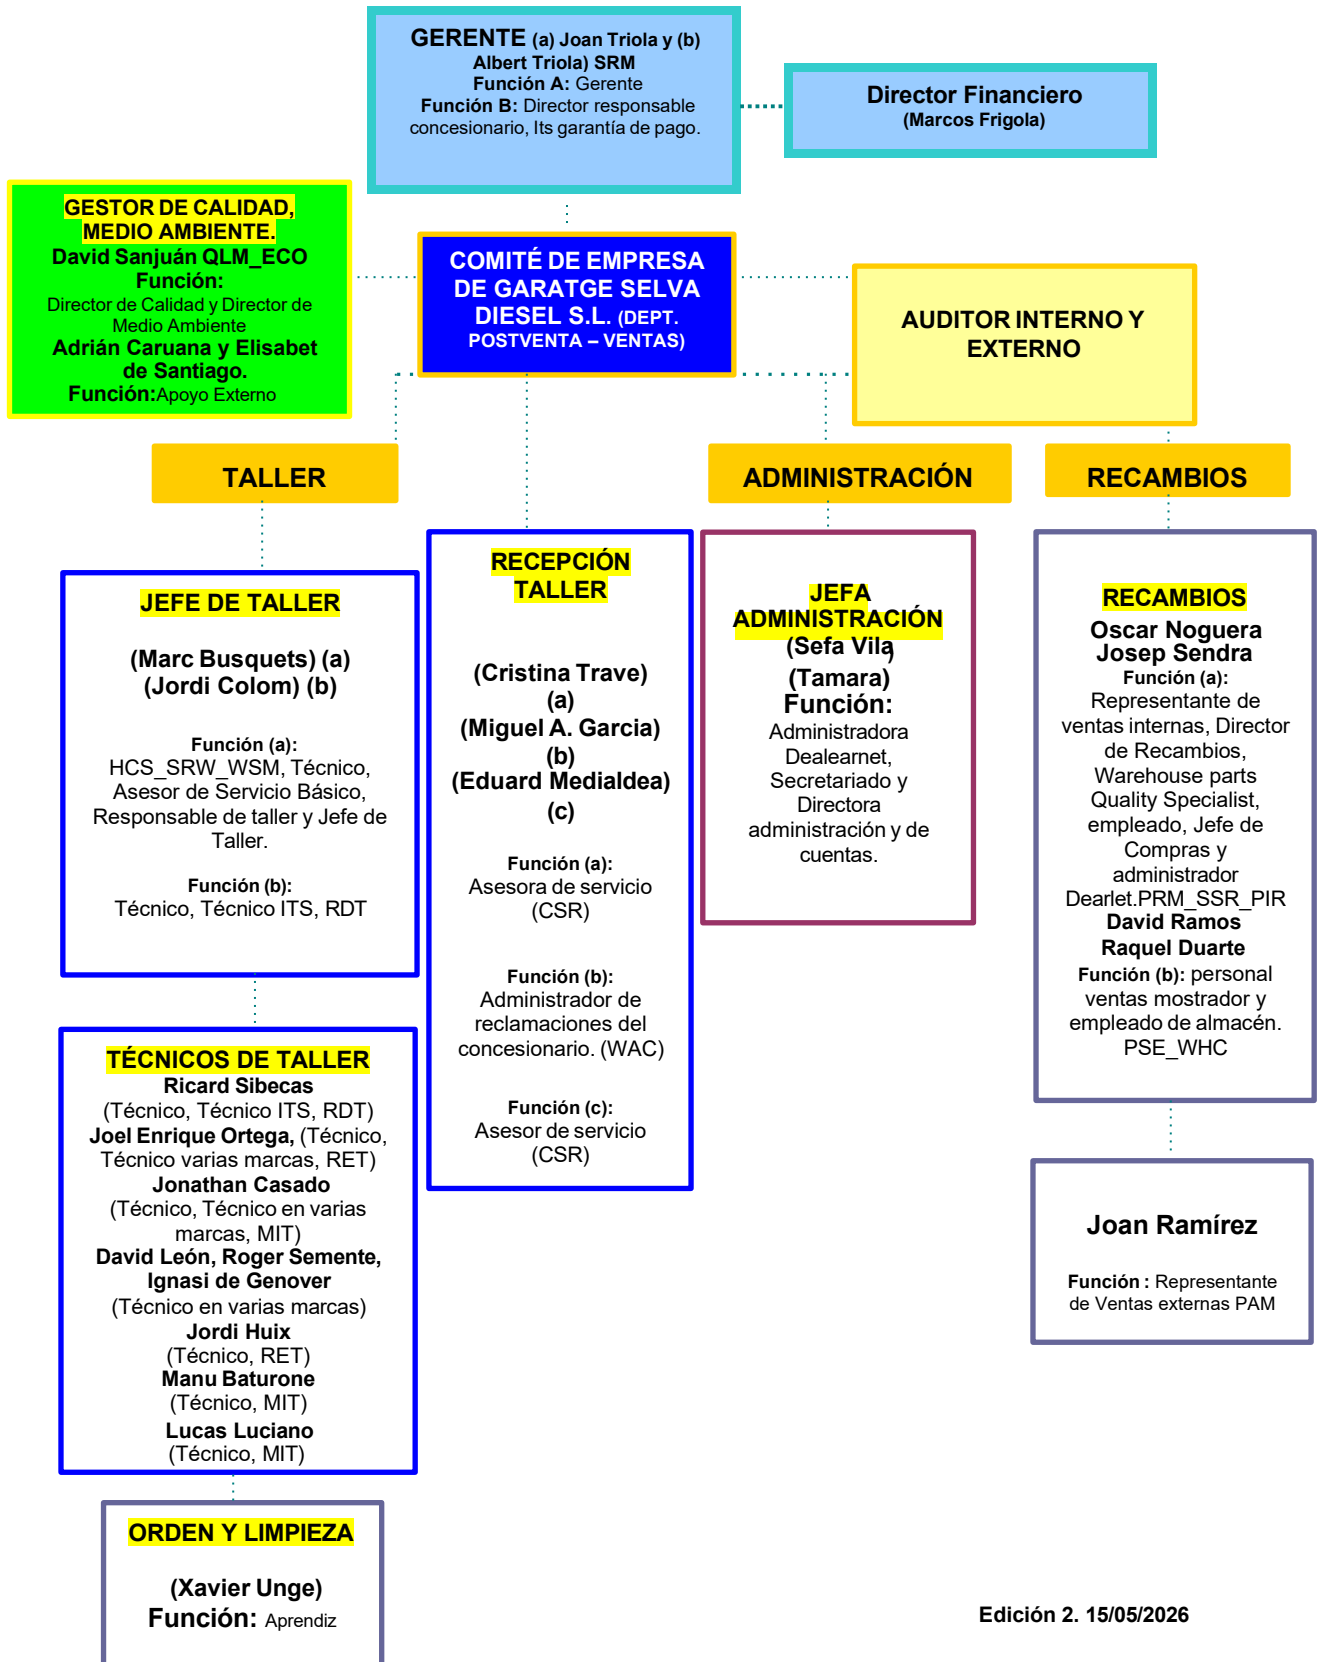 GERENTE (a) Joan Triola y (b)
Albert Triola) SRM
Función A: Gerente
Función B: Director responsable
concesionario, Its garantía de pago.
Director Financiero
(Marcos Frigola)
GESTOR DE CALIDAD,
MEDIO AMBIENTE.
David Sanjuán QLM_ECO
Función:
Director de Calidad y Director de
Medio Ambiente
Adrián Caruana y Elisabet
de Santiago.
Función:Apoyo Externo
COMITÉ DE EMPRESA
DE GARATGE SELVA
DIESEL S.L. (DEPT.
POSTVENTA – VENTAS)
AUDITOR INTERNO Y
EXTERNO
TALLER
ADMINISTRACIÓN
RECAMBIOS
JEFE DE TALLER
(Marc Busquets) (a)
(Jordi Colom) (b)
Función (a):
HCS_SRW_WSM, Técnico,
Asesor de Servicio Básico,
Responsable de taller y Jefe de
Taller.
Función (b):
Técnico, Técnico ITS, RDT
RECEPCIÓN
TALLER
(Cristina Trave)
(a)
(Miguel A. Garcia)
(b)
(Eduard Medialdea)
(c)
Función (a):
Asesora de servicio
(CSR)
Función (b):
Administrador de
reclamaciones del
concesionario. (WAC)
Función (c):
Asesor de servicio
(CSR)
JEFA
ADMINISTRACIÓN
(Sefa Vila)
(Tamara)
Función:
Administradora
Dealearnet,
Secretariado y
Directora
administración y de
cuentas.
RECAMBIOS
Oscar Noguera
Josep Sendra
Función (a):
Representante de
ventas internas, Director
de Recambios,
Warehouse parts
Quality Specialist,
empleado, Jefe de
Compras y
administrador
Dearlet.PRM_SSR_PIR
David Ramos
Raquel Duarte
Función (b): personal
ventas mostrador y
empleado de almacén.
PSE_WHC
TÉCNICOS DE TALLER
Ricard Sibecas
(Técnico, Técnico ITS, RDT)
Joel Enrique Ortega, (Técnico,
Técnico varias marcas, RET)
Jonathan Casado
(Técnico, Técnico en varias
marcas, MIT)
David León, Roger Semente,
Ignasi de Genover
(Técnico en varias marcas)
Jordi Huix
(Técnico, RET)
Manu Baturone
(Técnico, MIT)
Lucas Luciano
(Técnico, MIT)
Joan Ramírez
Función : Representante
de Ventas externas PAM
ORDEN Y LIMPIEZA
(Xavier Unge)
Función: Aprendiz
Edición 2. 15/05/2026